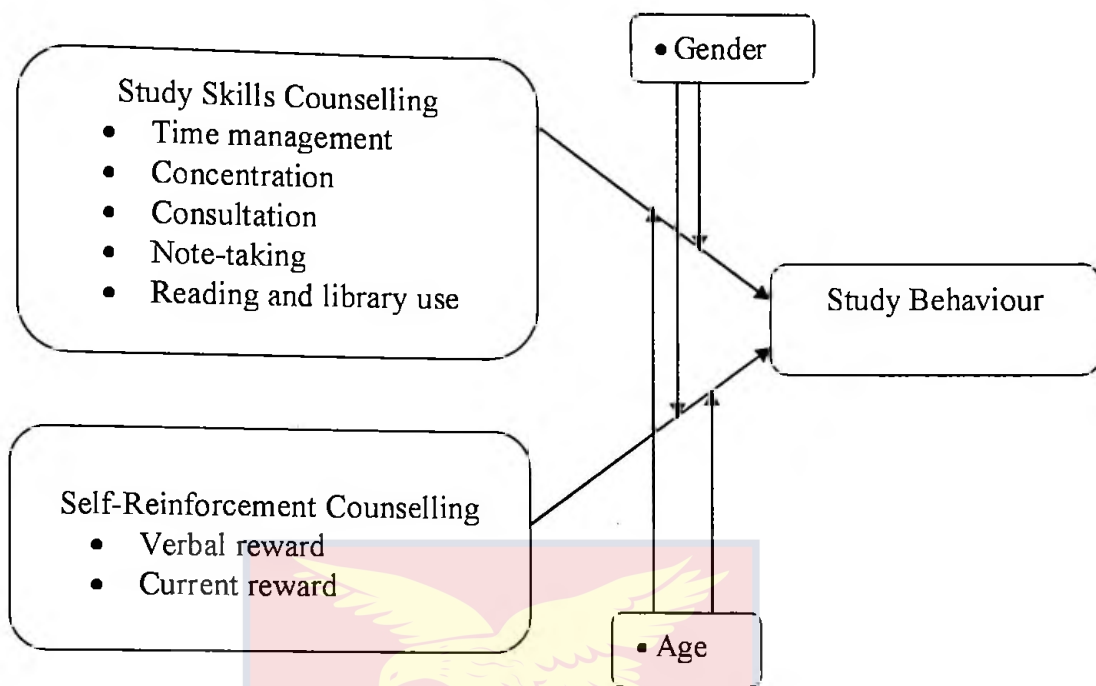 • Gender
Study Skills Counselling
• Time management
• Concentration
• Consultation
• Note-taking
• Reading and library use
Study Behaviour
Self-Reinforcement Counselling
• Verbal reward
• Current reward
• Age